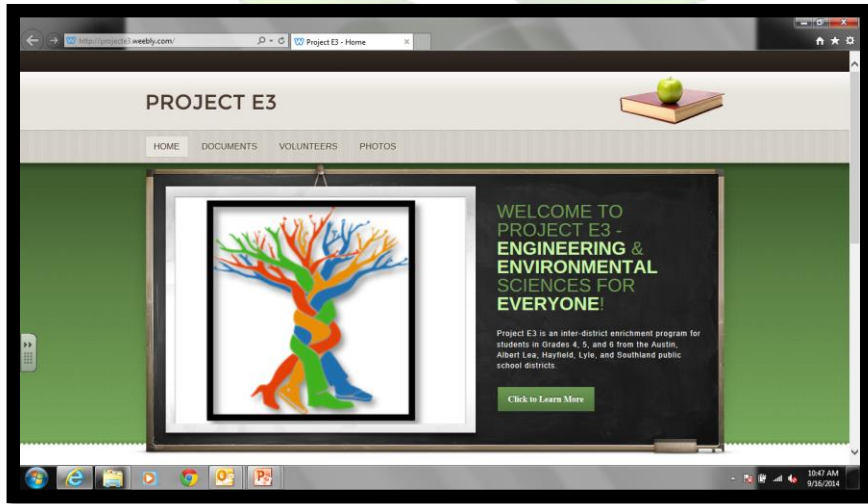 http://projecte3.weebly.com/
Project E3 - Home
PROJECT E3
HOME DOCUMENTS VOLUNTEERS PHOTOS
WELCOME TO
PROJECT E3 -
ENGINEERING &
ENVIRONMENTAL
SCIENCES FOR
EVERYONE!
Project E3 is an inter-district enrichment program for
students in Grades 4, 5, and 6 from the Austin,
Albert Lea, Hayfield, Lyle, and Southland public
school districts.
Click to Learn More
10:47 AM
9/16/2014